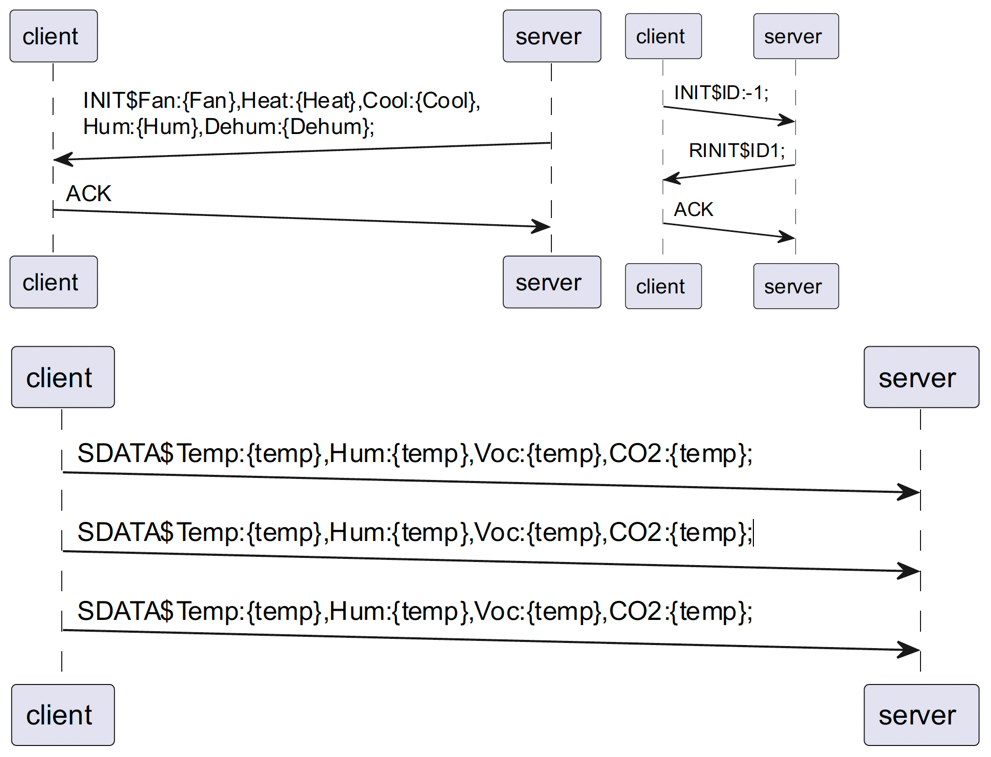 client
server
INIT$Fan:{Fan},Heat:{Heat},Cool:{Cool},
Hum:{Hum},Dehum:{Dehum};
ACK
client
server
client
server
INIT$ID:-1;
RINIT$ID1;
ACK
client
server
client
server
SDATA$Temp:{temp},Hum:{temp},Voc:{temp},CO2:{temp};
SDATA$Temp:{temp},Hum:{temp},Voc:{temp},CO2:{temp};
SDATA$Temp:{temp},Hum:{temp},Voc:{temp},CO2:{temp};
client
server